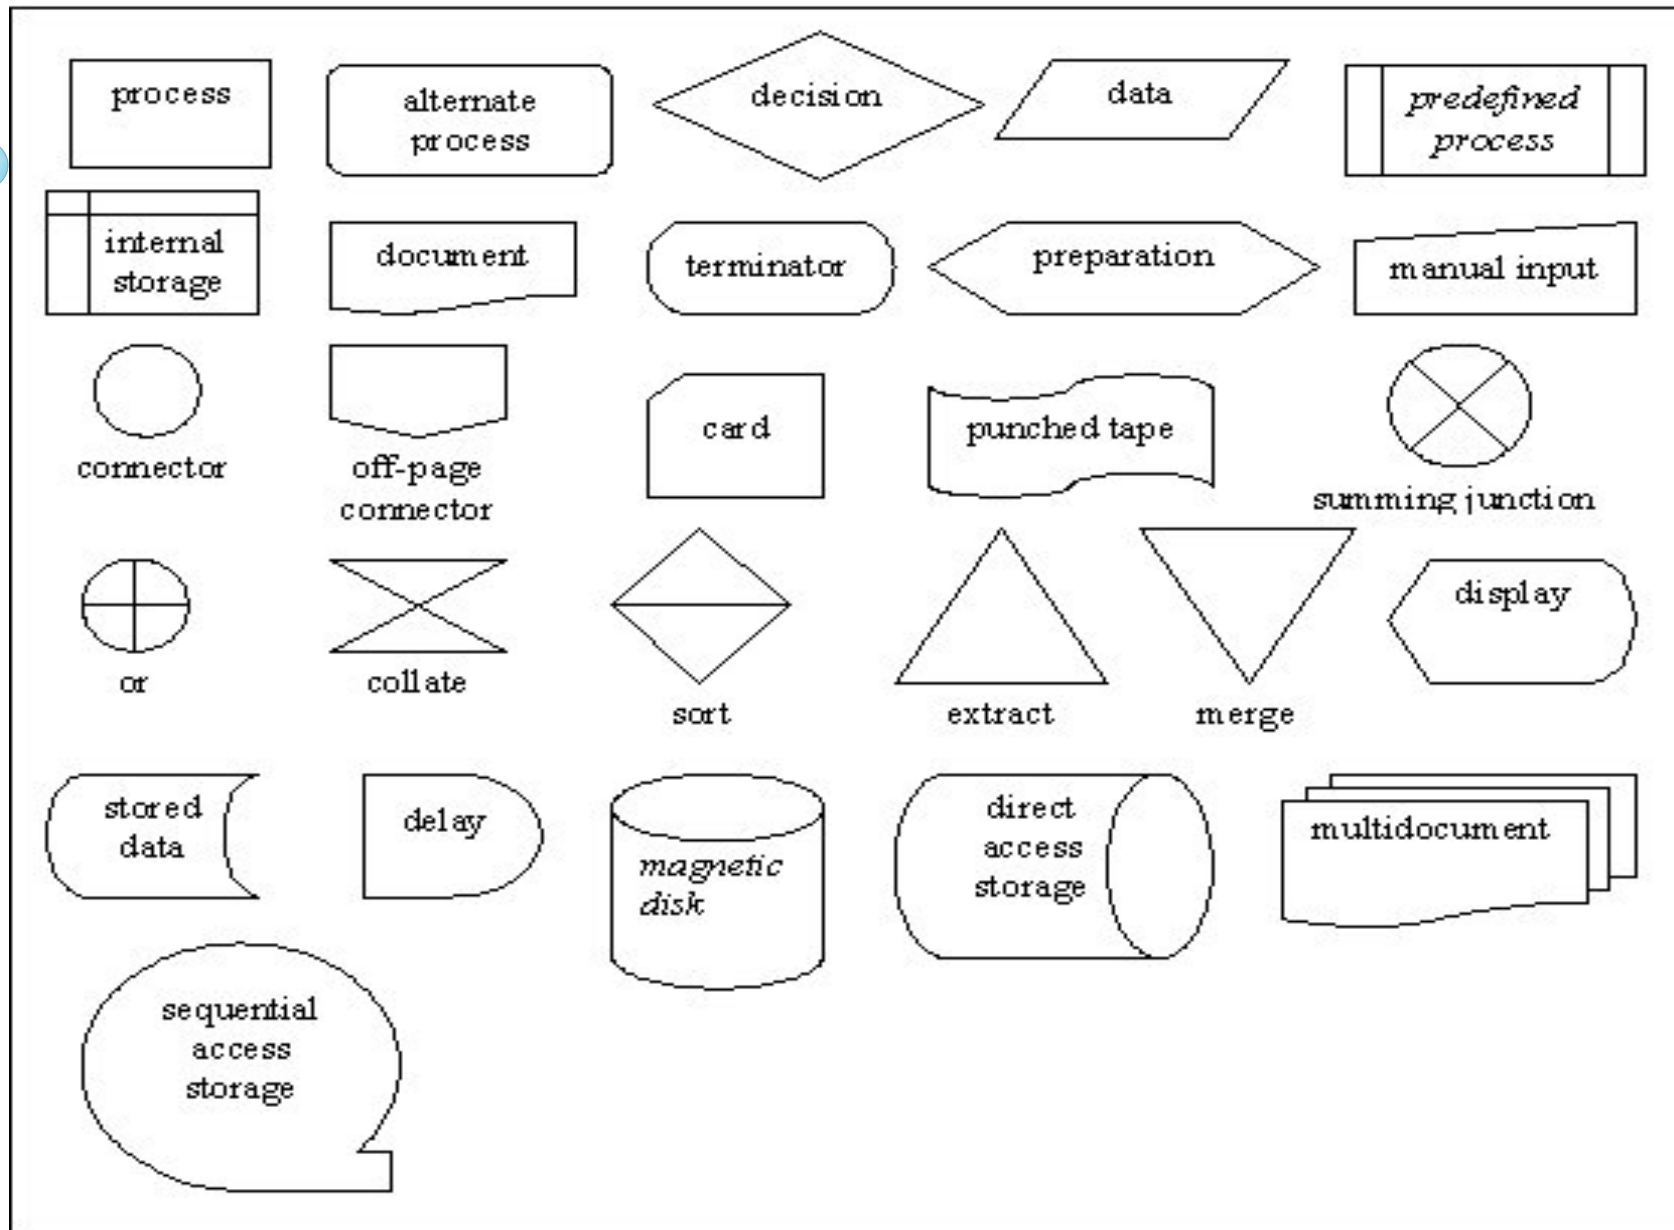 process
alternate
process
decision
data
predefined
process
internal
storage
document
terminator
preparation
manual input
connector
off-page
connector
card
punched tape
summing junction
or
collate
sort
extract
merge
display
stored
data
delay
magnetic
disk
direct
access
storage
multidocument
sequential
access
storage